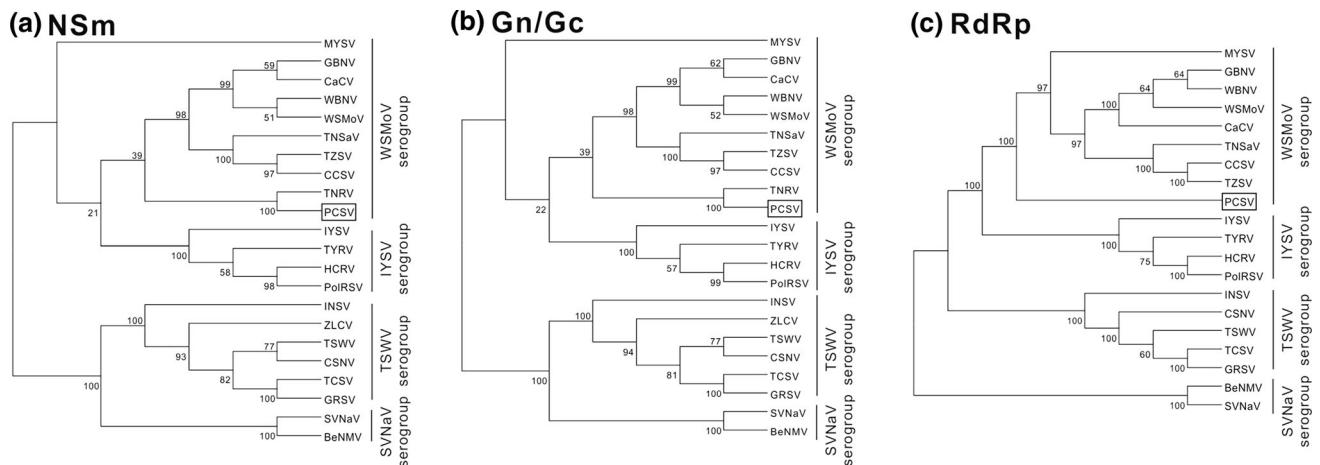 (a) NSm
MYSV
59
GBNV
99
CaCV
98
WBNV
51
WSMoV
39
TNSaV
100
TZSV
97
CCSV
TNRV
21
100
PCSV
WSMoV
serogroup
IYSV
100
TYRV
58
HCRV
98
PolRSV
IYSV
serogroup
INSV
100
ZLCV
93
77
TSWV
CSNV
82
TCSV
100
GRSV
TSWV
serogroup
100
SVNaV
100
BeNMV
SVNaV
serogroup
(b) Gn/Gc
MYSV
62
GBNV
99
CaCV
98
WBNV
52
WSMoV
39
TNSaV
100
TZSV
97
CCSV
TNRV
22
100
PCSV
WSMoV
serogroup
IYSV
100
TYRV
57
HCRV
99
PolRSV
IYSV
serogroup
INSV
100
ZLCV
94
77
TSWV
CSNV
81
TCSV
100
GRSV
TSWV
serogroup
100
SVNaV
100
BeNMV
SVNaV
serogroup
(c) RdRp
MYSV
97
64
GBNV
64
WBNV
100
WSMoV
CaCV
100
97
TNSaV
100
CCSV
100
TZSV
100
PCSV
WSMoV
serogroup
IYSV
100
TYRV
75
HCRV
100
PolRSV
IYSV
serogroup
INSV
100
CSNV
100
TSWV
60
TCSV
100
GRSV
TSWV
serogroup
BeNMV
100
SVNaV
SVNaV
serogroup